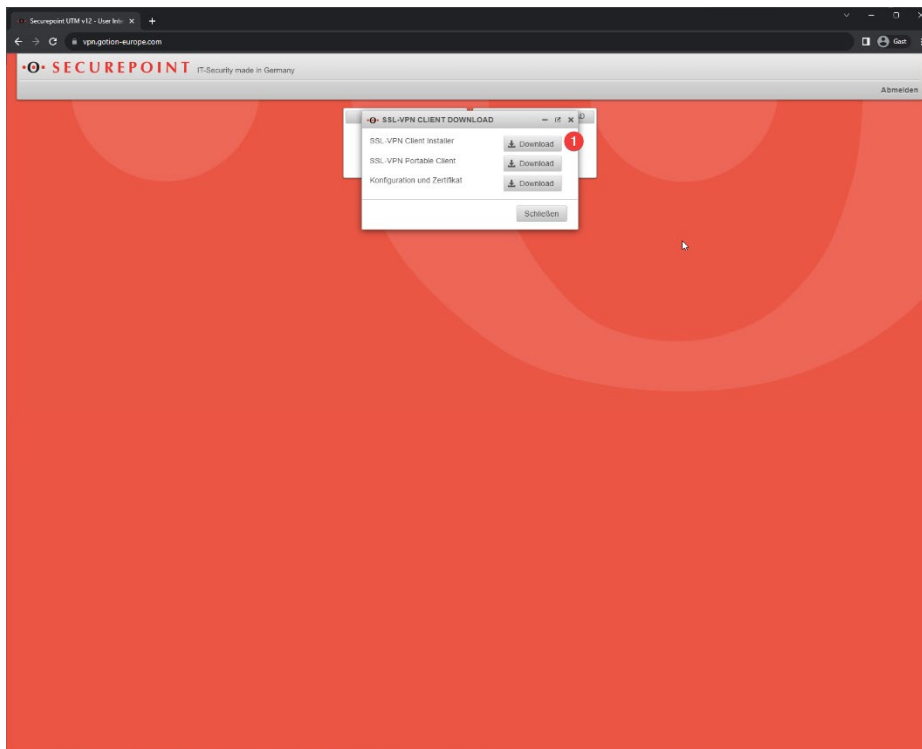 Securepoint UTM v12 - User Inte
vpn.gotion-europe.com
Gast
SECUREPOINT IT-Security made in Germany
Abmelden
SSL-VPN CLIENT DOWNLOAD
SSL-VPN Client Installer Download 1
SSL-VPN Portable Client Download
Konfiguration und Zertifikat Download
Schließen